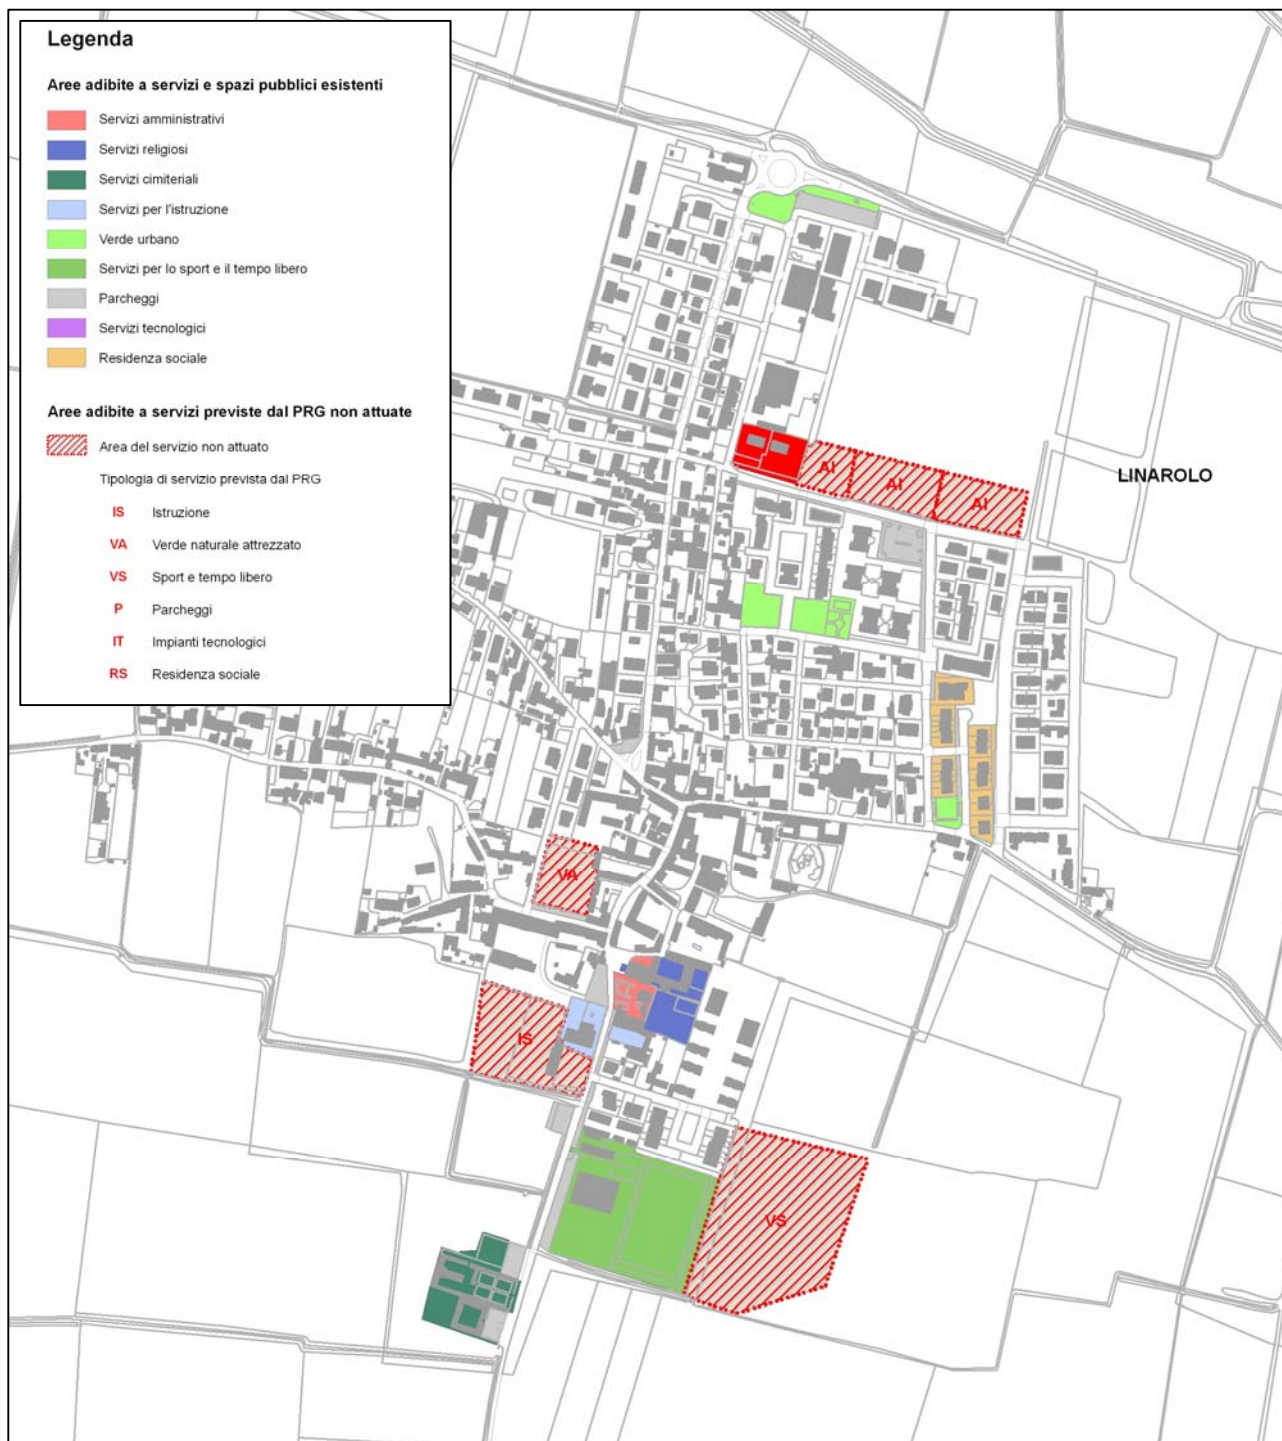 Legenda
Aree adibite a servizi e spazi pubblici esistenti
Servizi amministrativi
Servizi religiosi
Servizi cimiteriali
Servizi per l'istruzione
Verde urbano
Servizi per lo sport e il tempo libero
Parcheggi
Servizi tecnologici
Residenza sociale
Aree adibite a servizi previste dal PRG non attuate
Area del servizio non attuato
Tipologia di servizio prevista dal PRG
IS Istruzione
VA Verde naturale attrezzato
VS Sport e tempo libero
P Parcheggi
IT Impianti tecnologici
RS Residenza sociale
AI
AI
AI
LINAROLO
VA
IS
VS